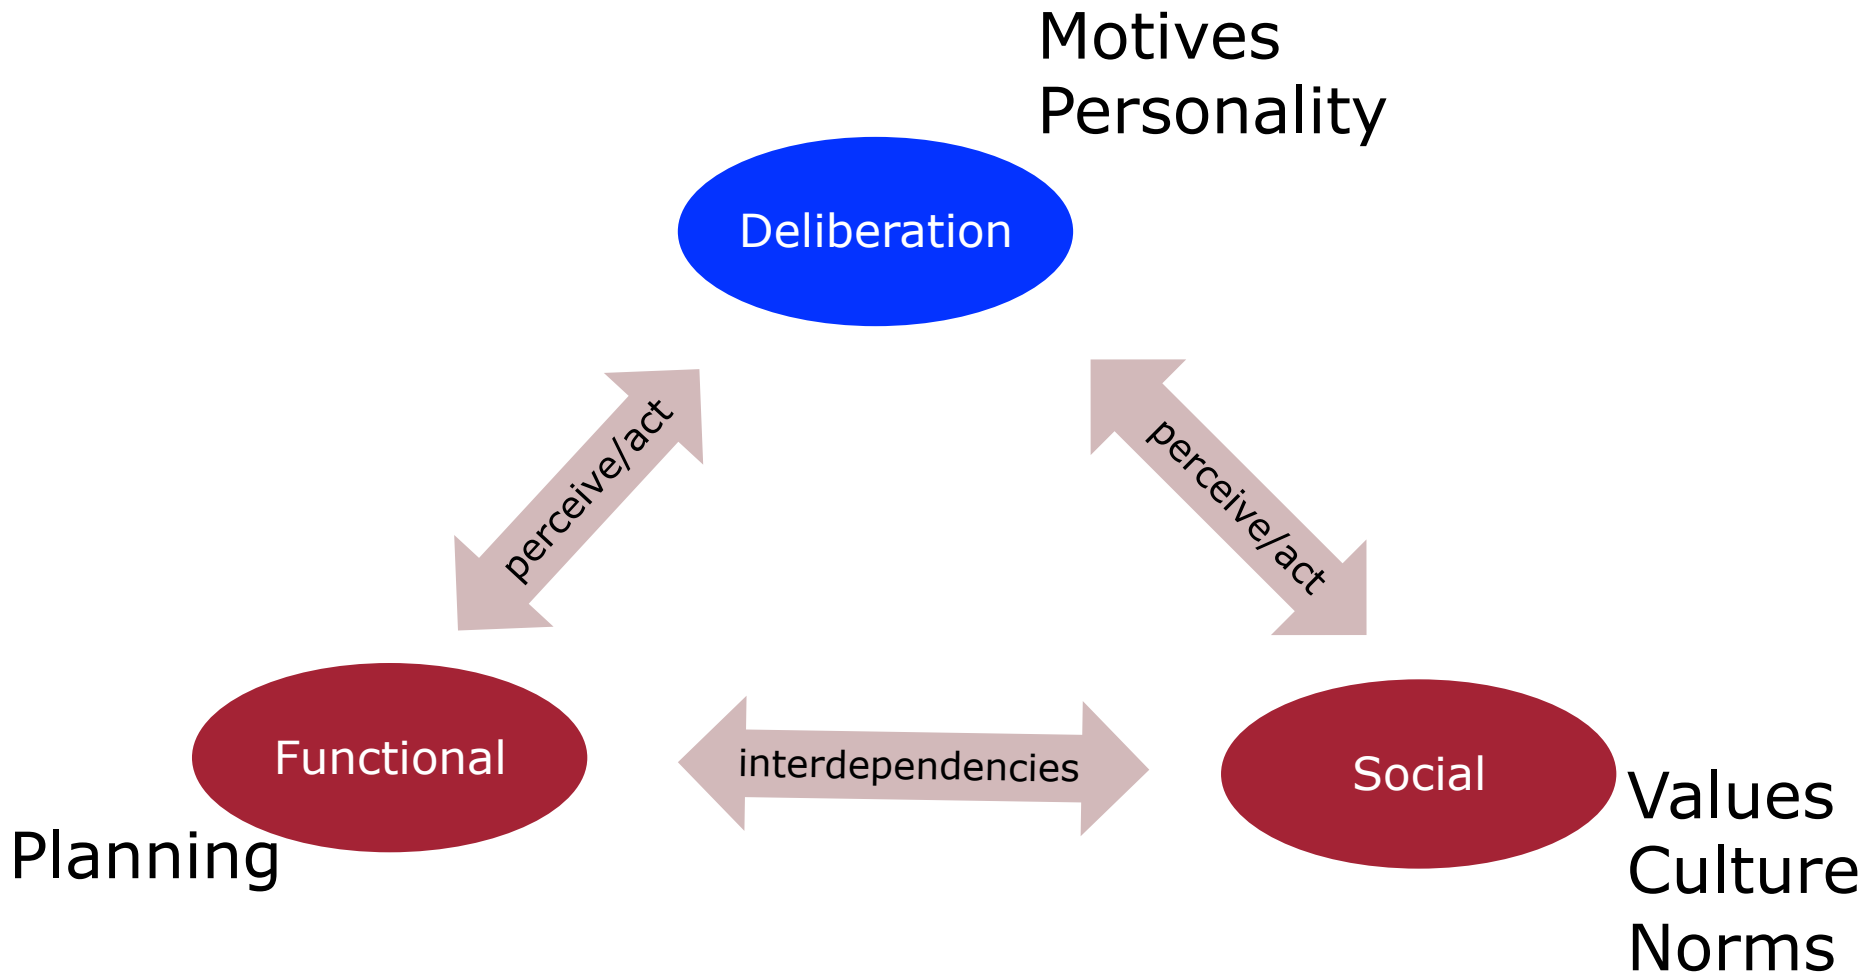 Motives
Personality
Deliberation
perceive/act
perceive/act
Functional
interdependencies
Social
Planning
Values
Culture
Norms